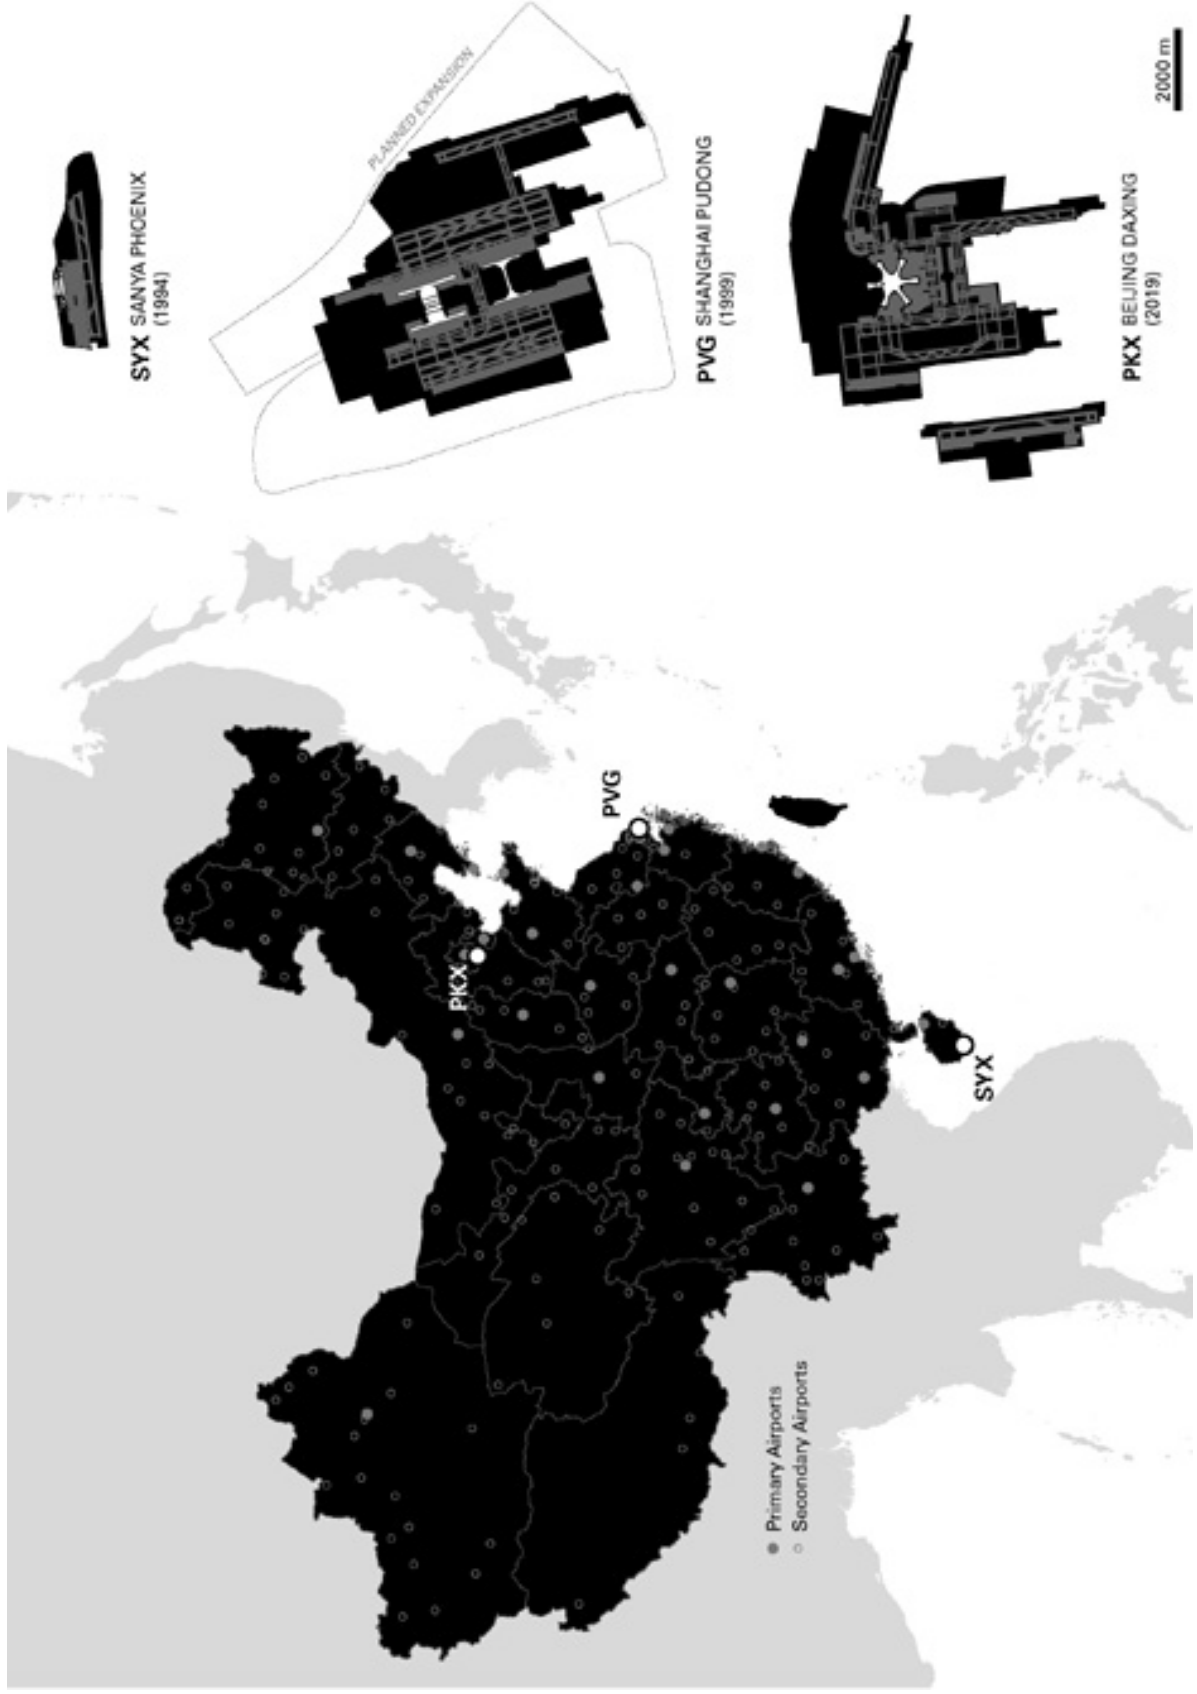 PKX
PVG
SYX
Primary Airports
Secondary Airports
SYX SANYA PHOENIX
(1994)
PLANNED EXPANSION
PVG SHANGHAI PUDONG
(1999)
PKX BEIJING DAXING
(2019)
2000 m